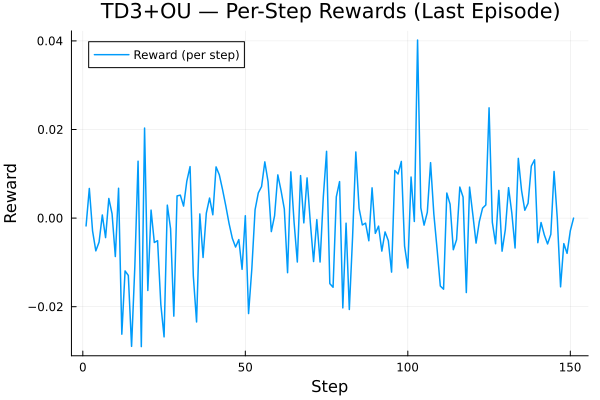 TD3+OU — Per-Step Rewards (Last Episode)
Reward (per step)
0.04
0.02
0.00
−0.02
Reward
0 50 100 150
Step